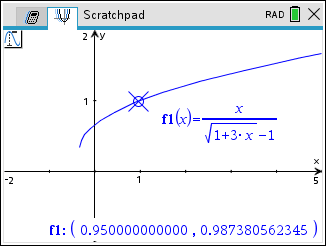 Scratchpad RAD
2 y
1
f1(x)=x/(√(1+3·x) -1)
x
-2 1 5
f1: ( 0.950000000000 , 0.987380562345 )